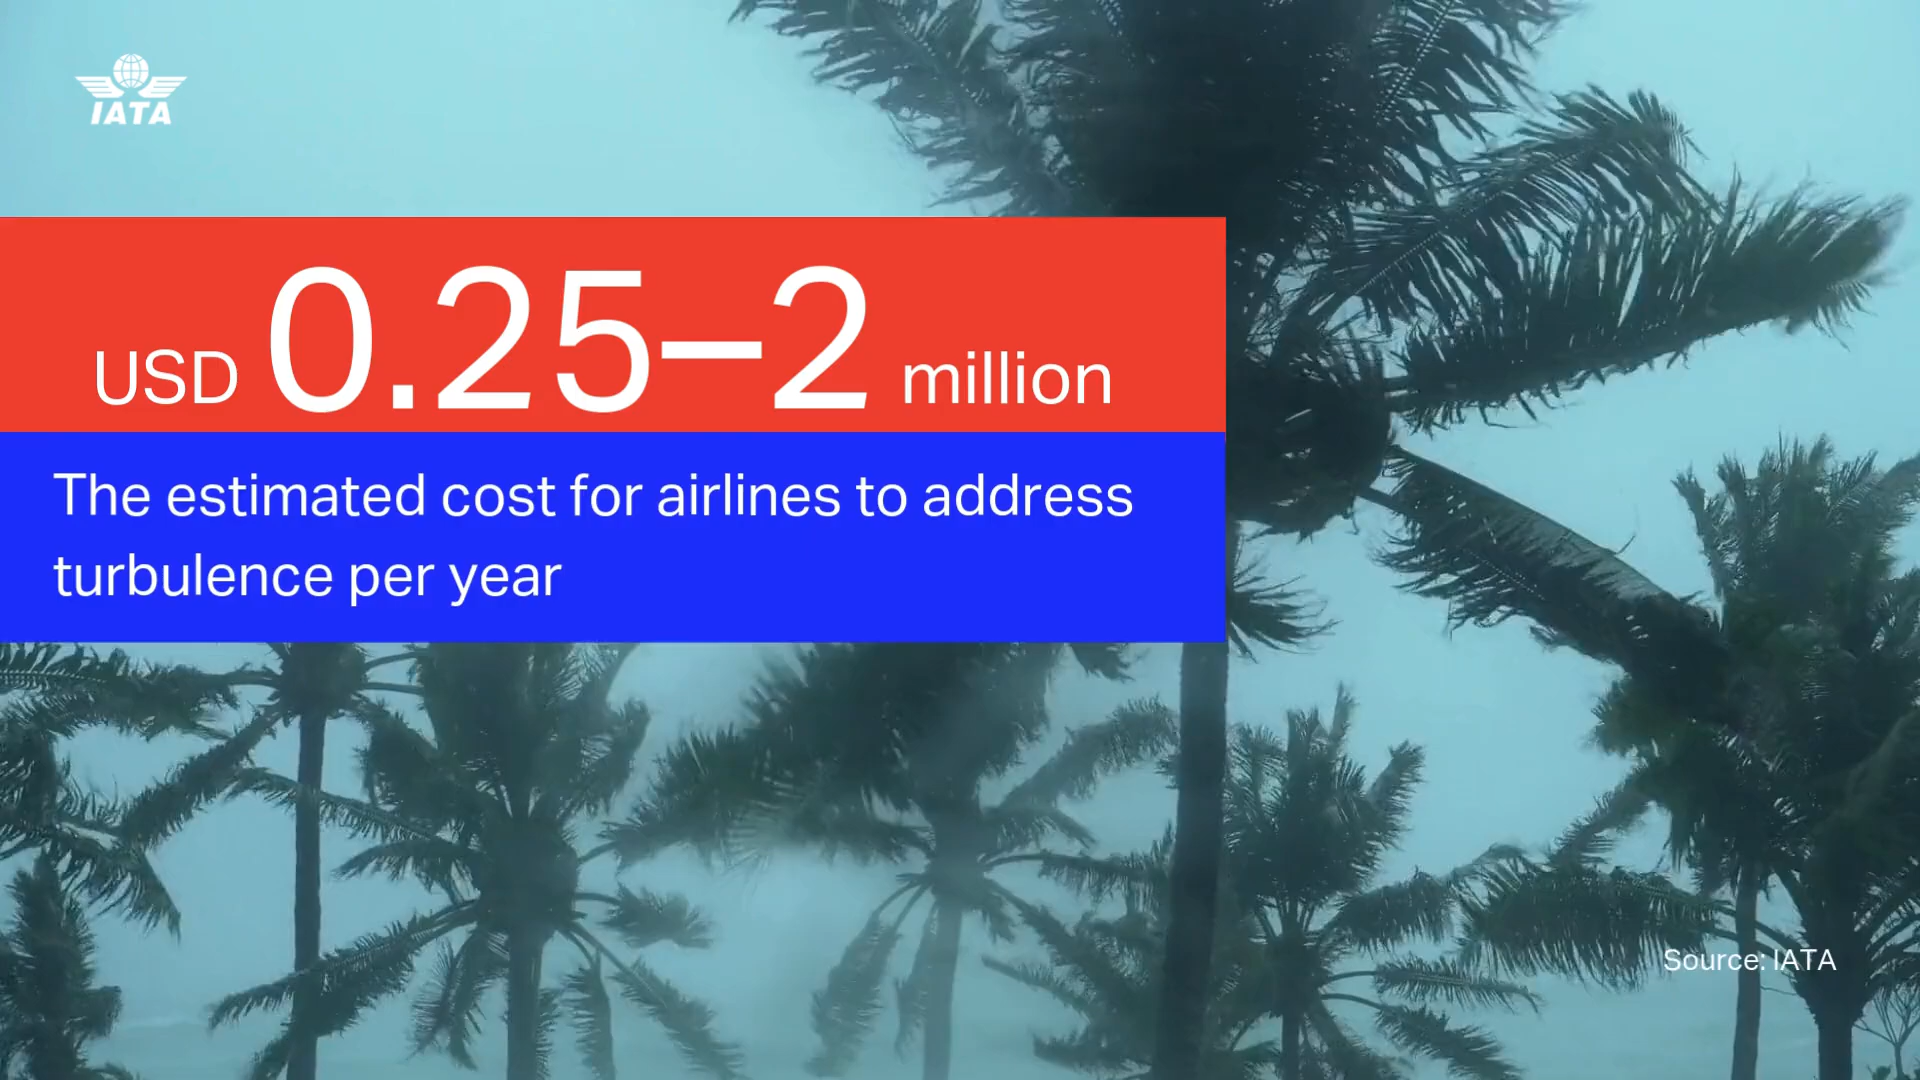 IATA
USD 0.25–2 million
The estimated cost for airlines to address
turbulence per year
Source: IATA